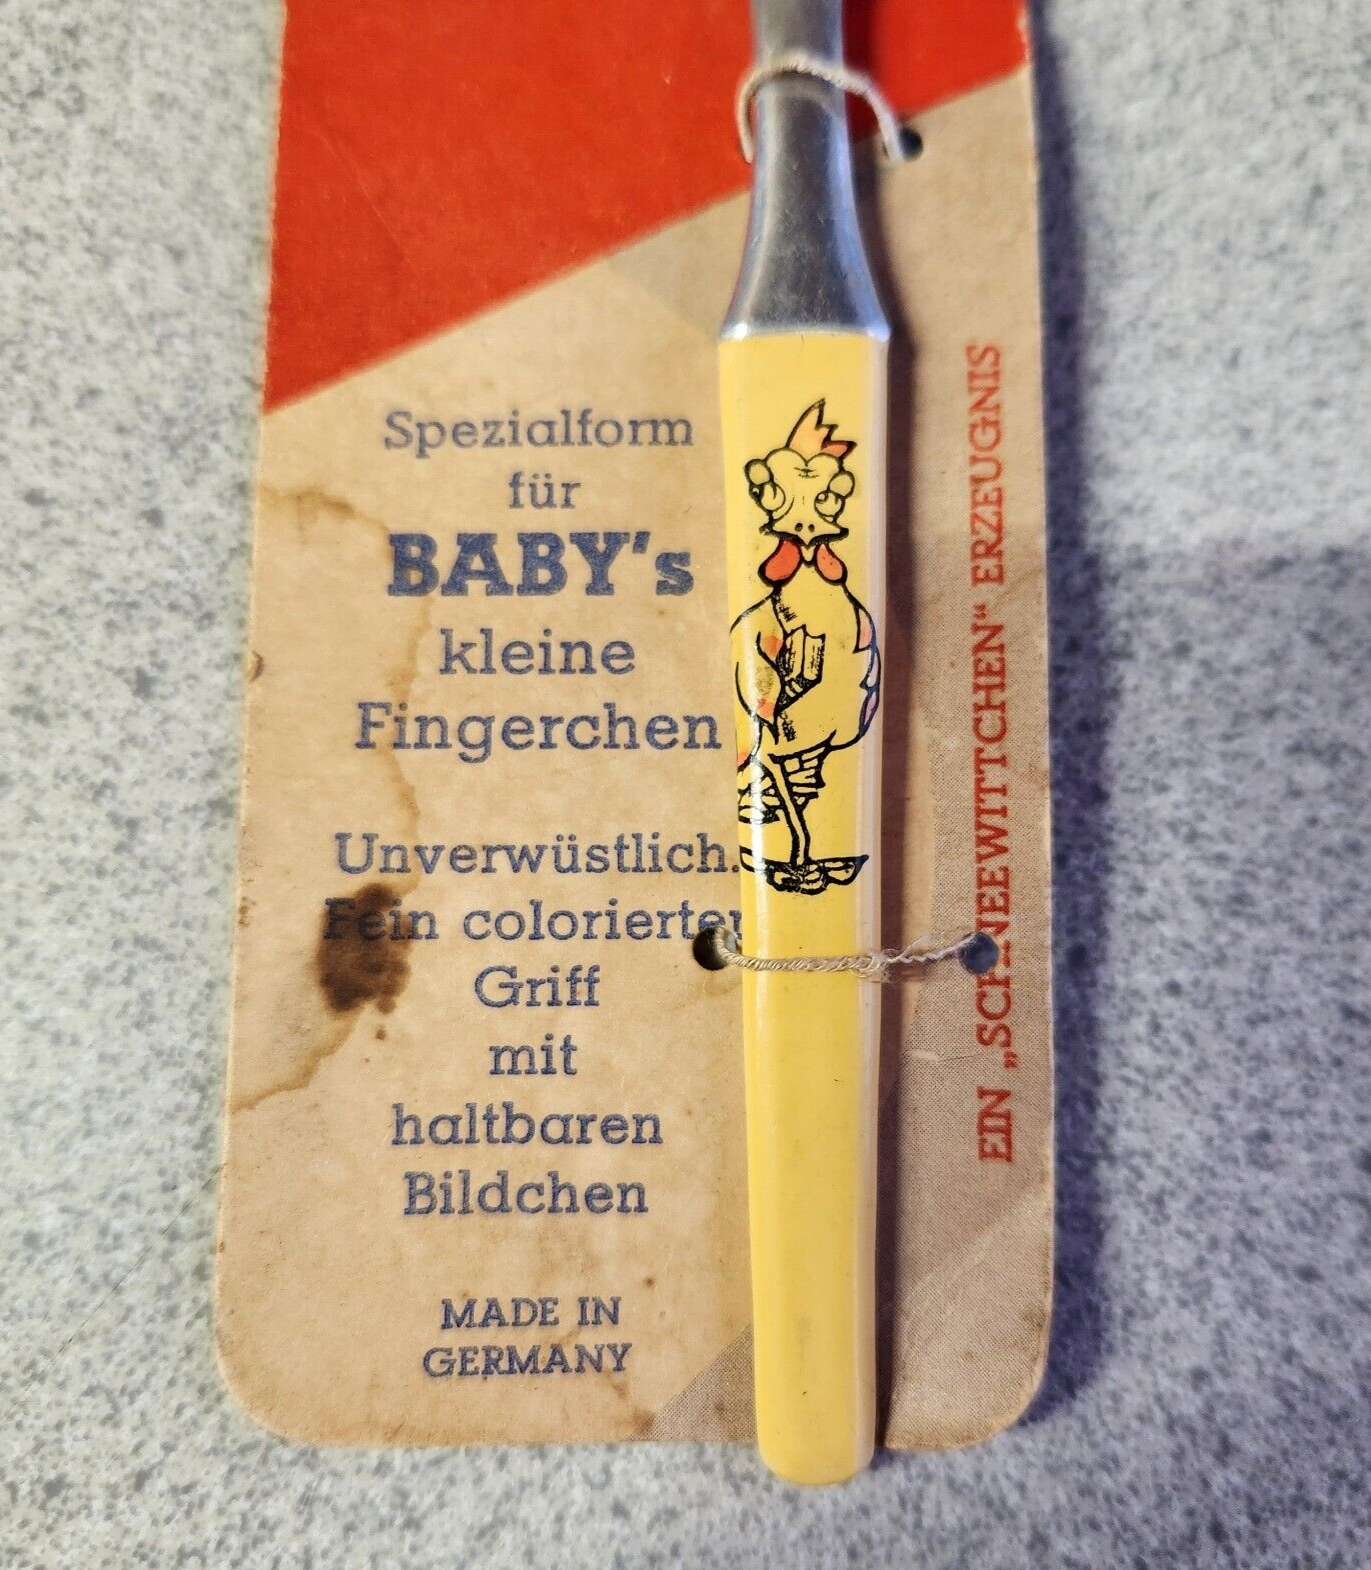 Spezialform
für
BABY's
kleine
Fingerchen
Unverwüstlich.
Fein colorierter
Griff
mit
haltbaren
Bildchen
MADE IN
GERMANY
EIN „SCHNEEWITTCHEN“ ERZEUGNIS